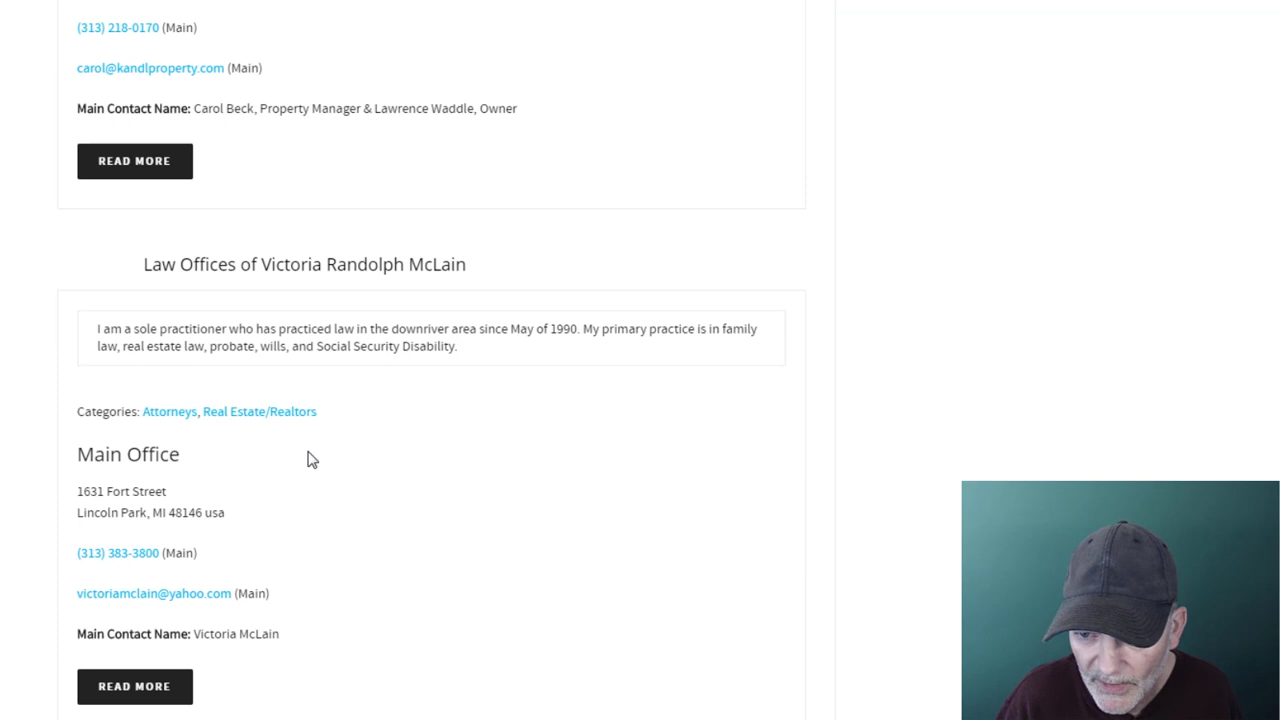 (313) 218-0170 (Main)
carol@kandlproperty.com (Main)
Main Contact Name: Carol Beck, Property Manager & Lawrence Waddle, Owner
READ MORE
Law Offices of Victoria Randolph McLain
I am a sole practitioner who has practiced law in the downriver area since May of 1990. My primary practice is in family
law, real estate law, probate, wills, and Social Security Disability.
Categories: Attorneys, Real Estate/Realtors
Main Office
1631 Fort Street
Lincoln Park, MI 48146 usa
(313) 383-3800 (Main)
victoriamclain@yahoo.com (Main)
Main Contact Name: Victoria McLain
READ MORE